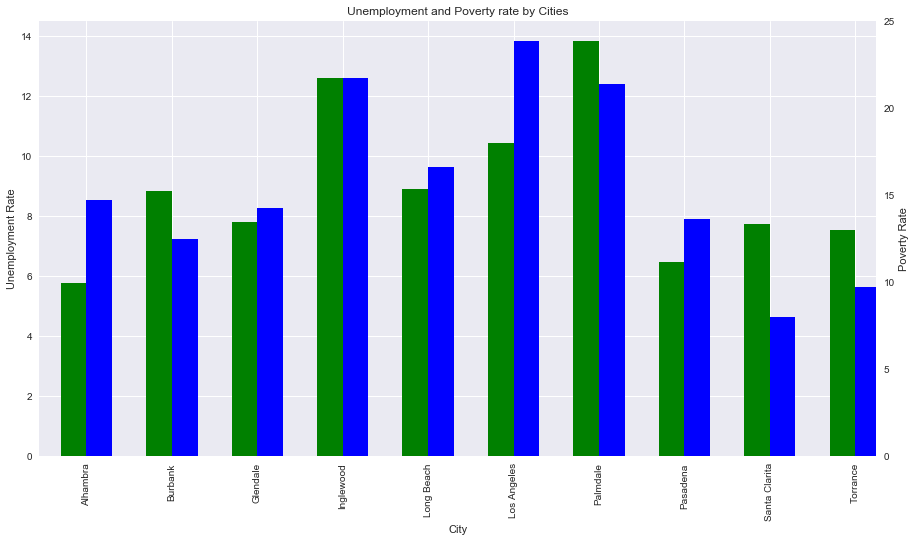 Unemployment and Poverty rate by Cities
14
12
10
8
6
4
2
0
Unemployment Rate
25
20
15
10
5
0
Poverty Rate
Alhambra
Burbank
Glendale
Inglewood
Long Beach
Los Angeles
Palmdale
Pasadena
Santa Clarita
Torrance
City